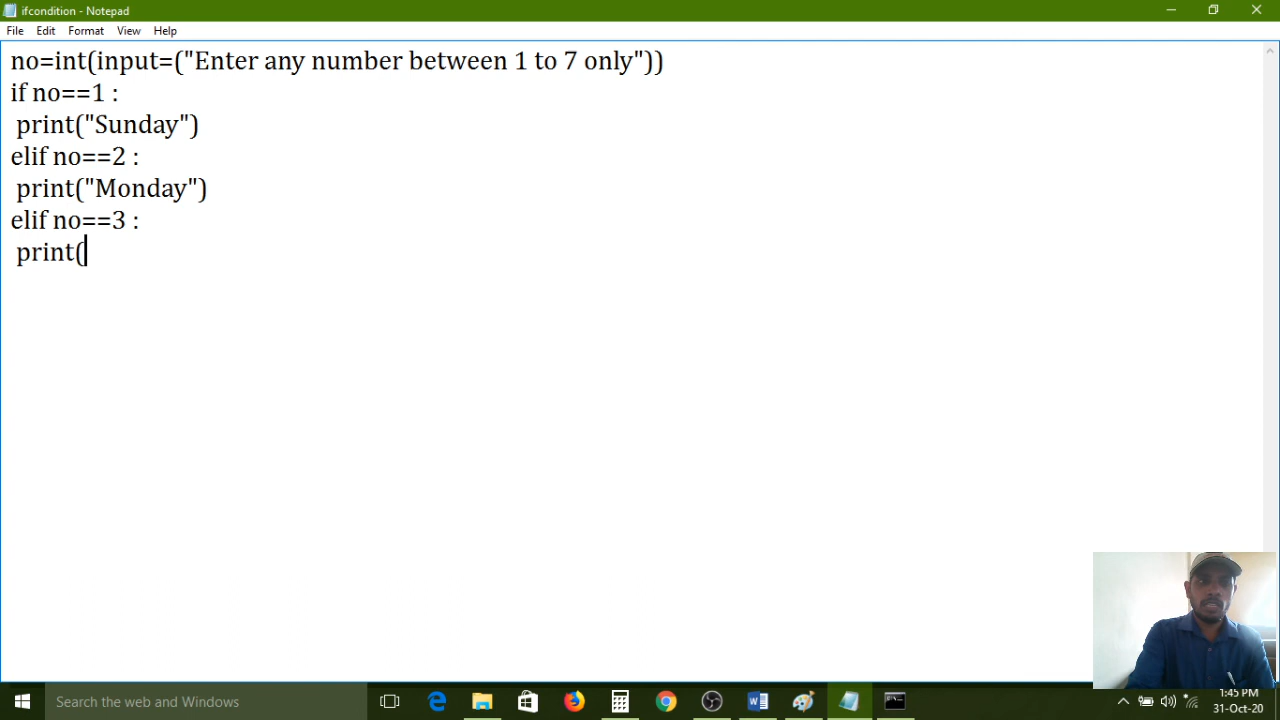 ifcondition - Notepad
File Edit Format View Help
no=int(input=("Enter any number between 1 to 7 only"))
if no==1 :
 print("Sunday")
elif no==2 :
 print("Monday")
elif no==3 :
 print(
Search the web and Windows
1:45 PM
31-Oct-20